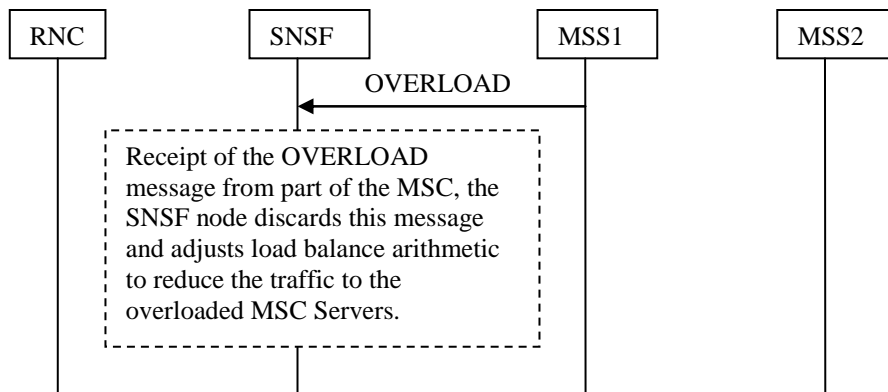 RNC
SNSF
MSS1
MSS2
OVERLOAD
Receipt of the OVERLOAD
message from part of the MSC, the
SNSF node discards this message
and adjusts load balance arithmetic
to reduce the traffic to the
overloaded MSC Servers.